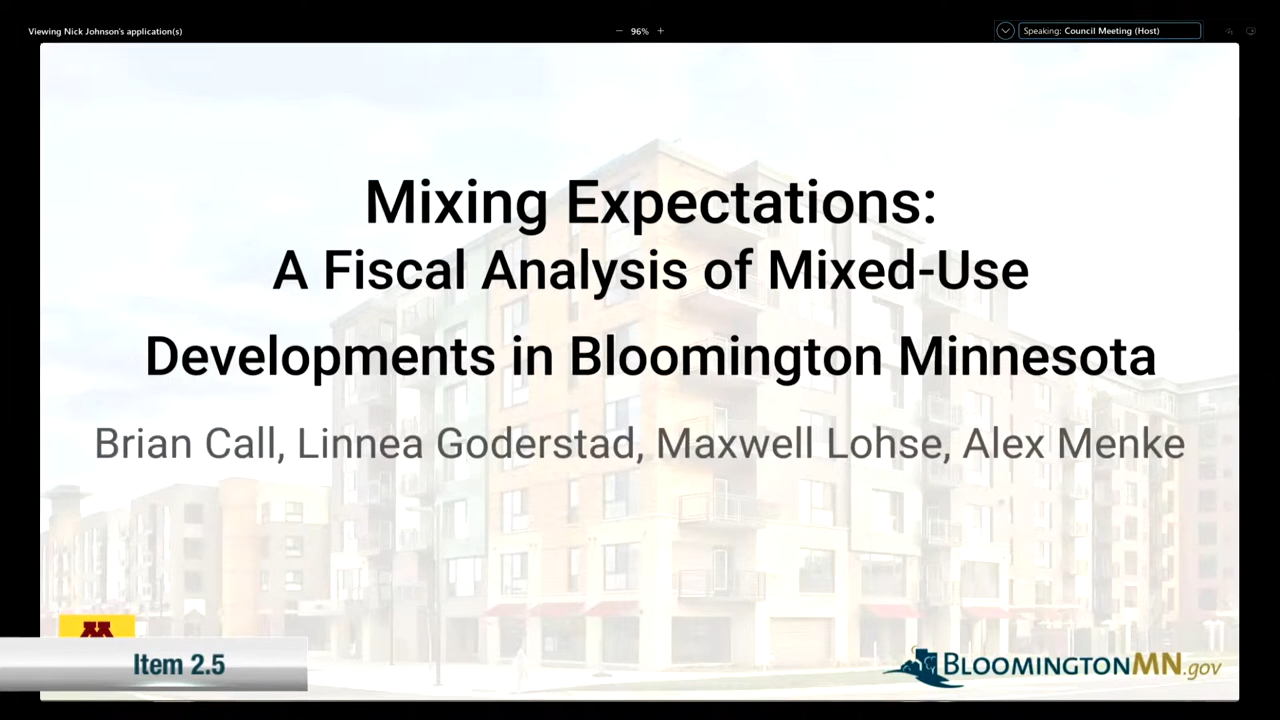 Viewing Nick Johnson's application(s)
96%
Speaking: Council Meeting (Host)
Mixing Expectations:
A Fiscal Analysis of Mixed-Use
Developments in Bloomington Minnesota
Brian Call, Linnea Goderstad, Maxwell Lohse, Alex Menke
M
Item 2.5
BLOOMINGTONMN.gov